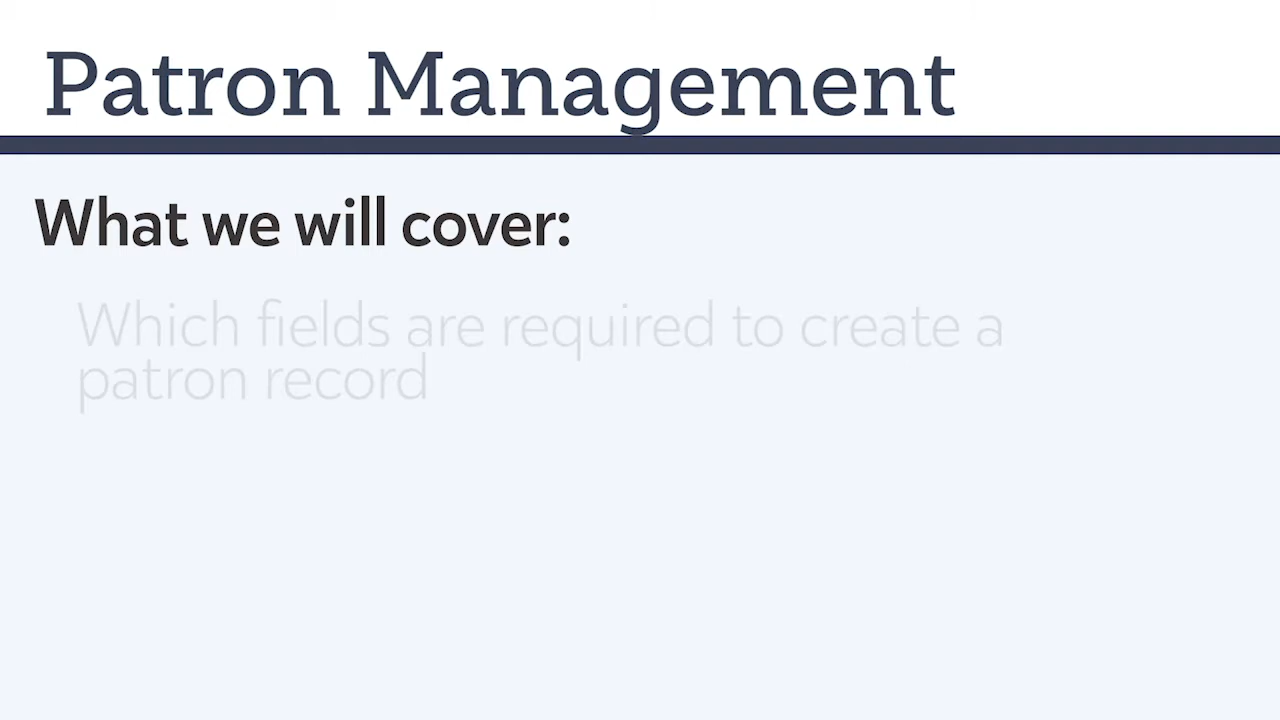 Patron Management
What we will cover:
Which fields are required to create a
patron record